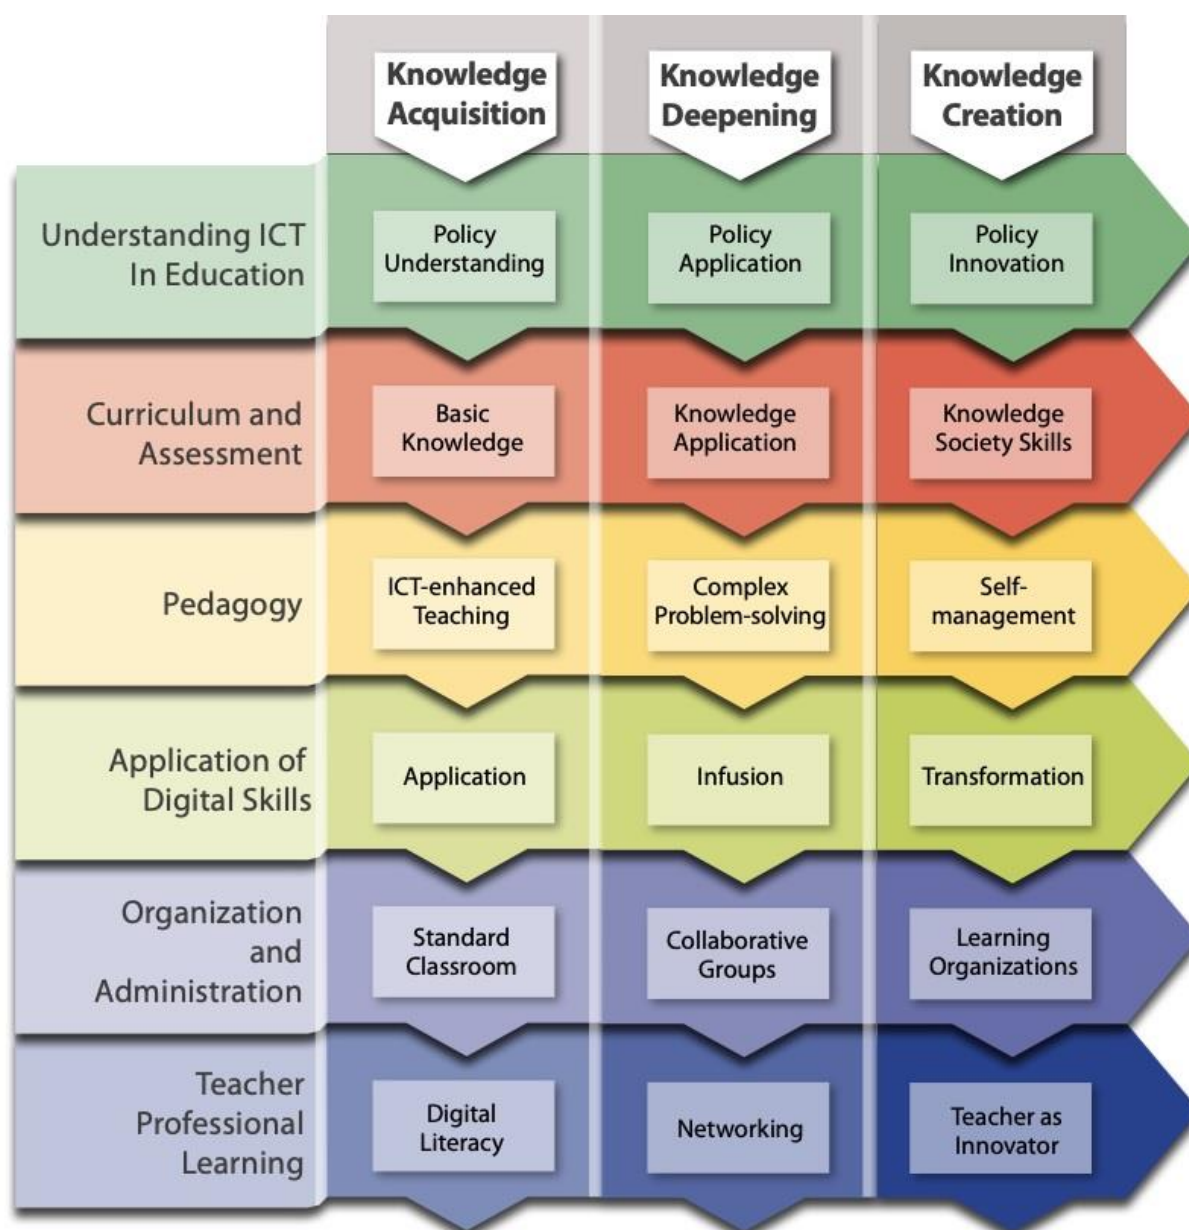 Knowledge
Acquisition
Knowledge
Deepening
Knowledge
Creation
Understanding ICT
In Education
Policy
Understanding
Policy
Application
Policy
Innovation
Curriculum and
Assessment
Basic
Knowledge
Knowledge
Application
Knowledge
Society Skills
Pedagogy
ICT-enhanced
Teaching
Complex
Problem-solving
Self-
management
Application of
Digital Skills
Application
Infusion
Transformation
Organization
and
Administration
Standard
Classroom
Collaborative
Groups
Learning
Organizations
Teacher
Professional
Learning
Digital
Literacy
Networking
Teacher as
Innovator